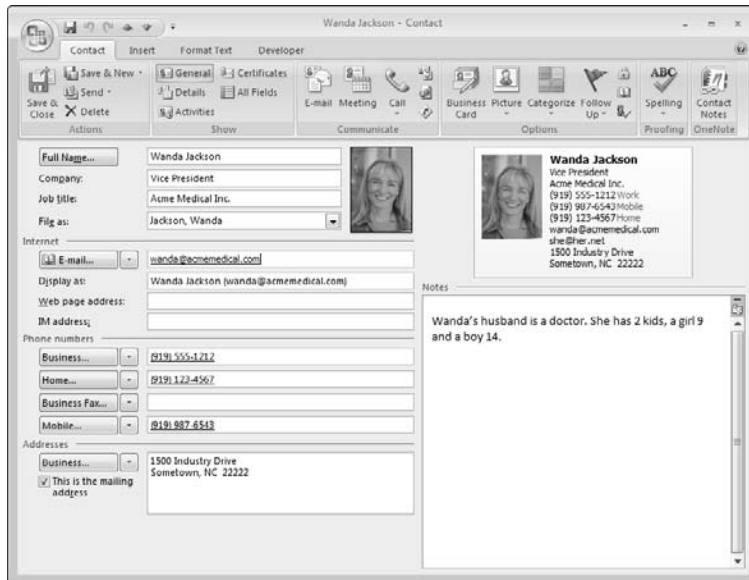 Wanda Jackson - Contact
Contact Insert Format Text Developer
Save & Close
Save & New
Send
Delete
Actions
General
Details
Activities
Certificates
All Fields
Show
E-mail Meeting Call
Communicate
Business Card
Picture Categorize Follow Up
Options
ABC
Spelling
Proofing
Contact Notes
OneNote
Full Name... Wanda Jackson
Company: Vice President
Job title: Acme Medical Inc.
File as: Jackson, Wanda
Internet
E-mail... wanda@acmemedical.com
Display as: Wanda Jackson (wanda@acmemedical.com)
Web page address:
IM address:
Phone numbers
Business... (919) 555-1212
Home... (919) 123-4567
Business Fax...
Mobile... (919) 987-6543
Addresses
Business... 1500 Industry Drive
Sometown, NC 22222
This is the mailing
address
Wanda Jackson
Vice President
Acme Medical Inc.
(919) 555-1212 Work
(919) 987-6543 Mobile
(919) 123-4567 Home
wanda@acmemedical.com
she@her.net
1500 Industry Drive
Sometown, NC 22222
Notes
Wanda's husband is a doctor. She has 2 kids, a girl 9
and a boy 14.